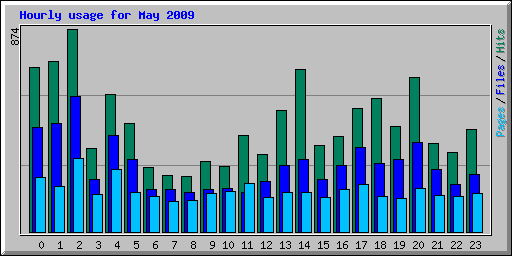 Hourly usage for May 2009
874
Pages / Files / Hits
0 1 2 3 4 5 6 7 8 9 10 11 12 13 14 15 16 17 18 19 20 21 22 23